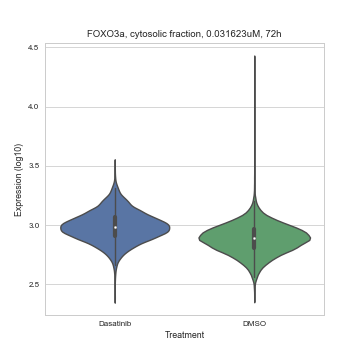 FOXO3a, cytosolic fraction, 0.031623uM, 72h
4.5
4.0
3.5
3.0
2.5
Expression (log10)
Dasatinib DMSO
Treatment